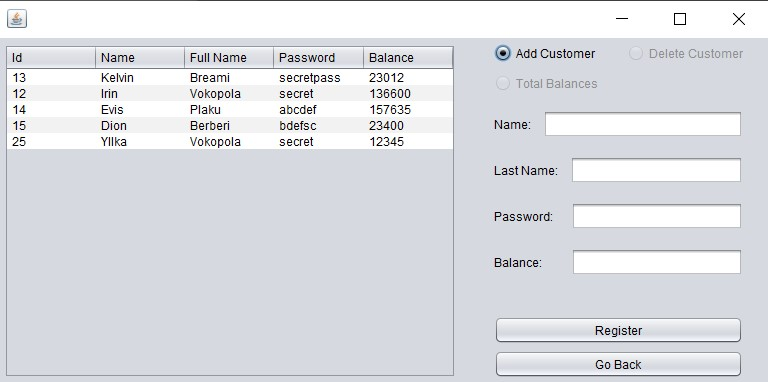 Id Name Full Name Password Balance
13 Kelvin Breami secretpass 23012
12 Irin Vokopola secret 136600
14 Evis Plaku abcdef 157635
15 Dion Berberi bdefsc 23400
25 Yllka Vokopola secret 12345
Add Customer Delete Customer
Total Balances
Name:
Last Name:
Password:
Balance:
Register
Go Back